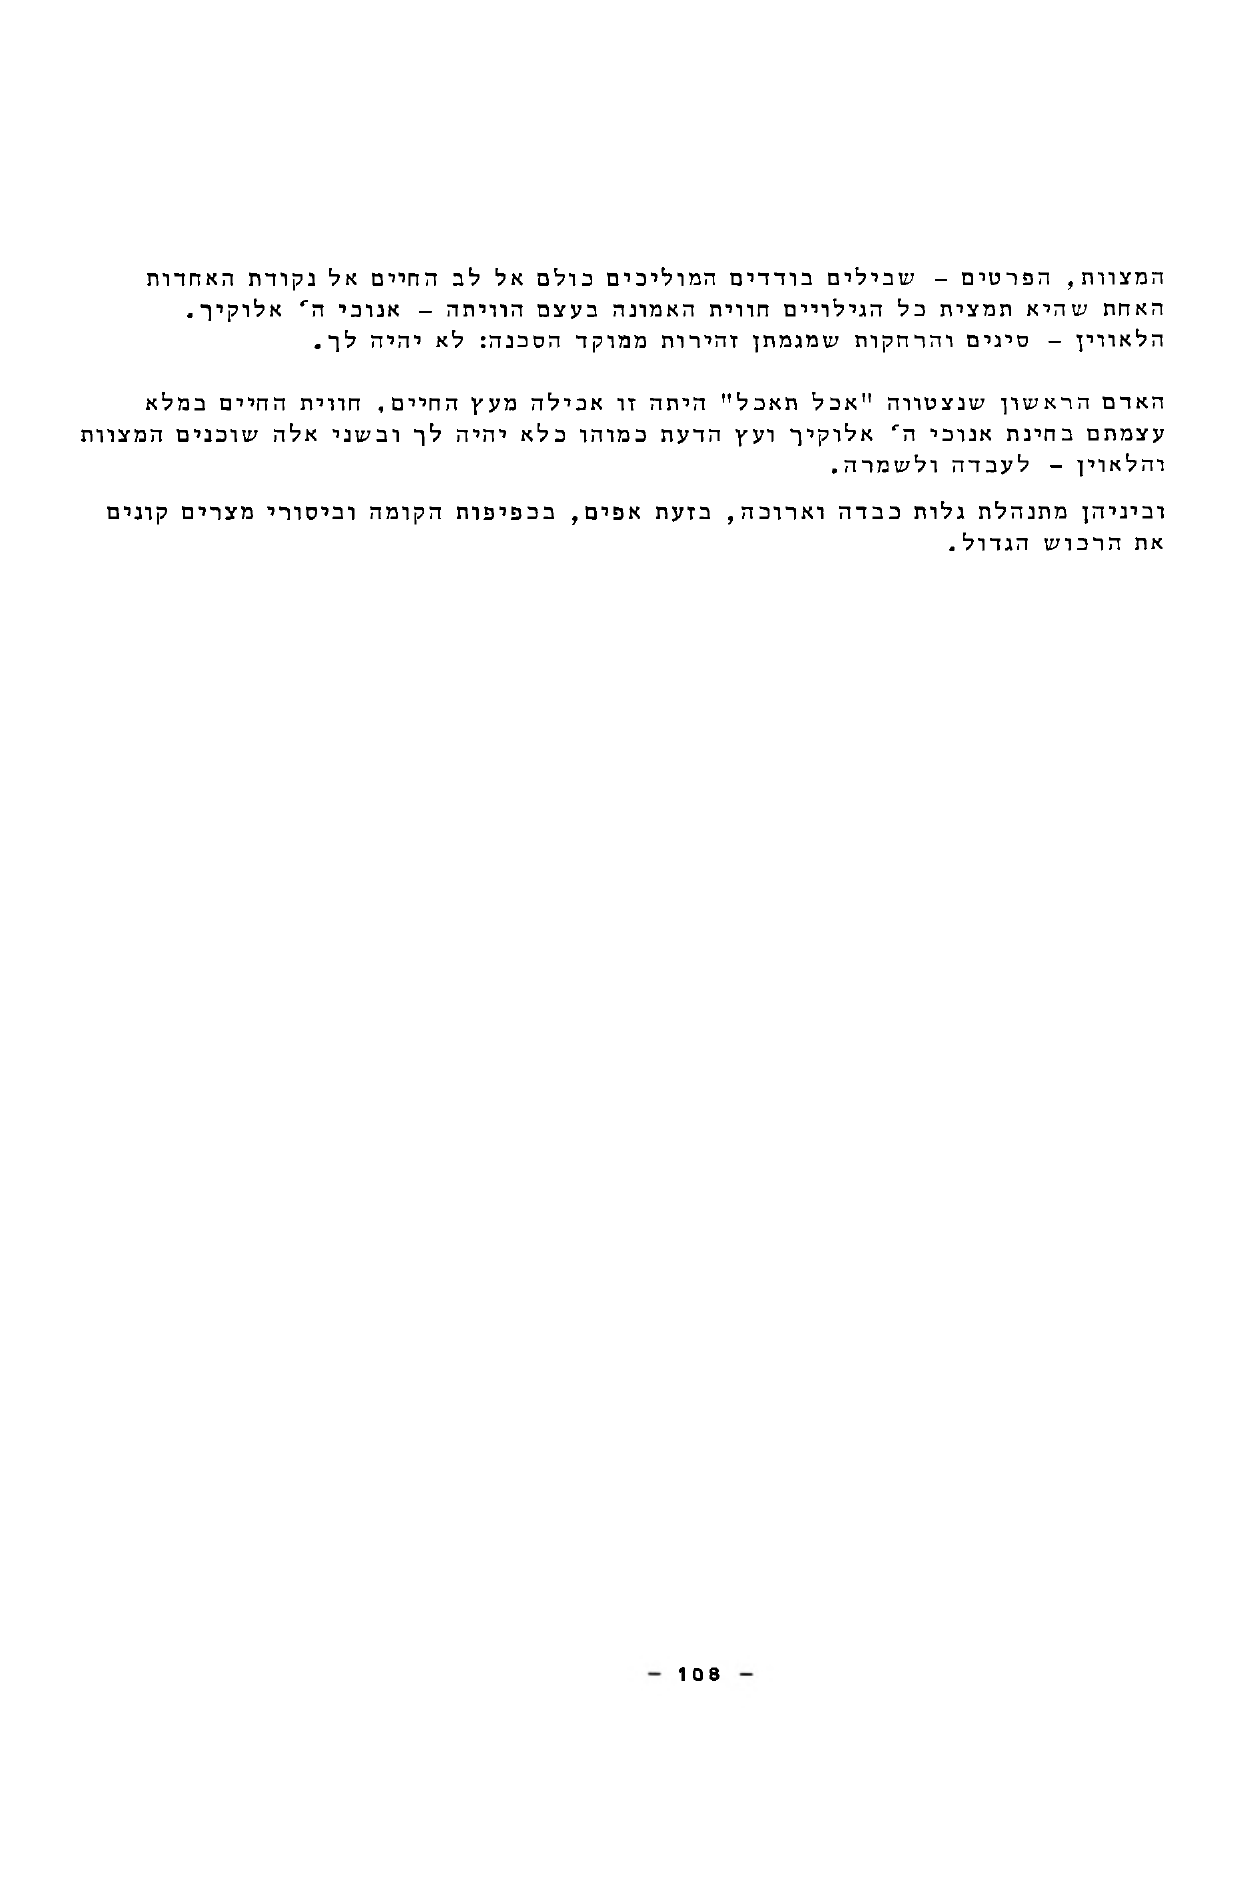 המצוות, הפרטים – שבילים בודדים המוליכים כולם אל לב החיים אל נקודת האחדות
האחת שהיא תמצית כל הגילויים חווית האמונה בעצם הוויתה – אנוכי ה' אלוקיך.
הלאווין – סיגים והרחקות שמגמתן זהירות ממוקד הסכנה: לא יהיה לך.
האדם הראשון שנצטווה "אכל תאכל" היתה זו אכילה מעץ החיים, חווית החיים במלא
עצמתם בחינת אנוכי ה' אלוקיך ועץ הדעת כמוהו כלא יהיה לך ובשני אלה שוכנים המצוות
והלאוין – לעבדה ולשמרה.
וביניהן מתנהלת גלות כבדה וארוכה, בזעת אפים, בכפיפות הקומה וביסורי מצרים קונים
את הרכוש הגדול.
– 108 –